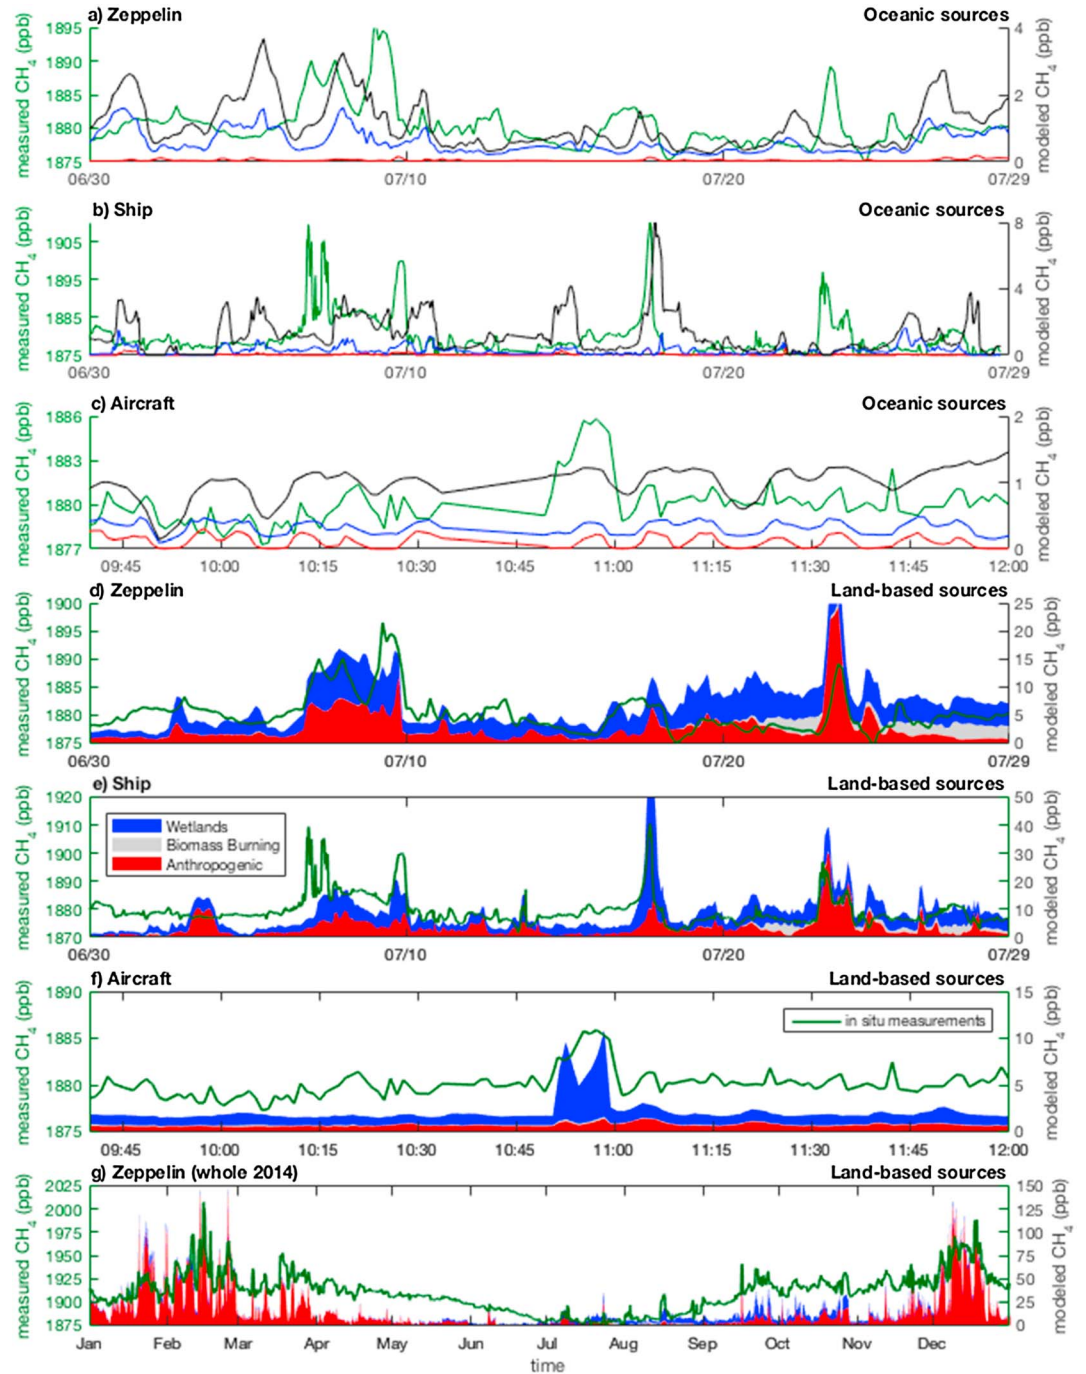 a) Zeppelin Oceanic sources
measured CH4 (ppb)
1895
1890
1885
1880
1875
4
2
0
modeled CH4 (ppb)
06/30 07/10 07/20 07/29
b) Ship Oceanic sources
measured CH4 (ppb)
1905
1895
1885
1875
8
4
0
modeled CH4 (ppb)
06/30 07/10 07/20 07/29
c) Aircraft Oceanic sources
measured CH4 (ppb)
1886
1883
1880
1877
2
1
0
modeled CH4 (ppb)
09:45 10:00 10:15 10:30 10:45 11:00 11:15 11:30 11:45 12:00
d) Zeppelin Land-based sources
measured CH4 (ppb)
1900
1895
1890
1885
1880
1875
25
20
15
10
5
0
modeled CH4 (ppb)
06/30 07/10 07/20 07/29
e) Ship Land-based sources
measured CH4 (ppb)
1920
1910
1900
1890
1880
1870
Wetlands
Biomass Burning
Anthropogenic
50
40
30
20
10
0
modeled CH4 (ppb)
06/30 07/10 07/20 07/29
f) Aircraft Land-based sources
measured CH4 (ppb)
1890
1885
1880
1875
in situ measurements
15
10
5
0
modeled CH4 (ppb)
09:45 10:00 10:15 10:30 10:45 11:00 11:15 11:30 11:45 12:00
g) Zeppelin (whole 2014) Land-based sources
measured CH4 (ppb)
2025
2000
1975
1950
1925
1900
1875
150
125
100
75
50
25
0
modeled CH4 (ppb)
Jan Feb Mar Apr May Jun Jul Aug Sep Oct Nov Dec
time